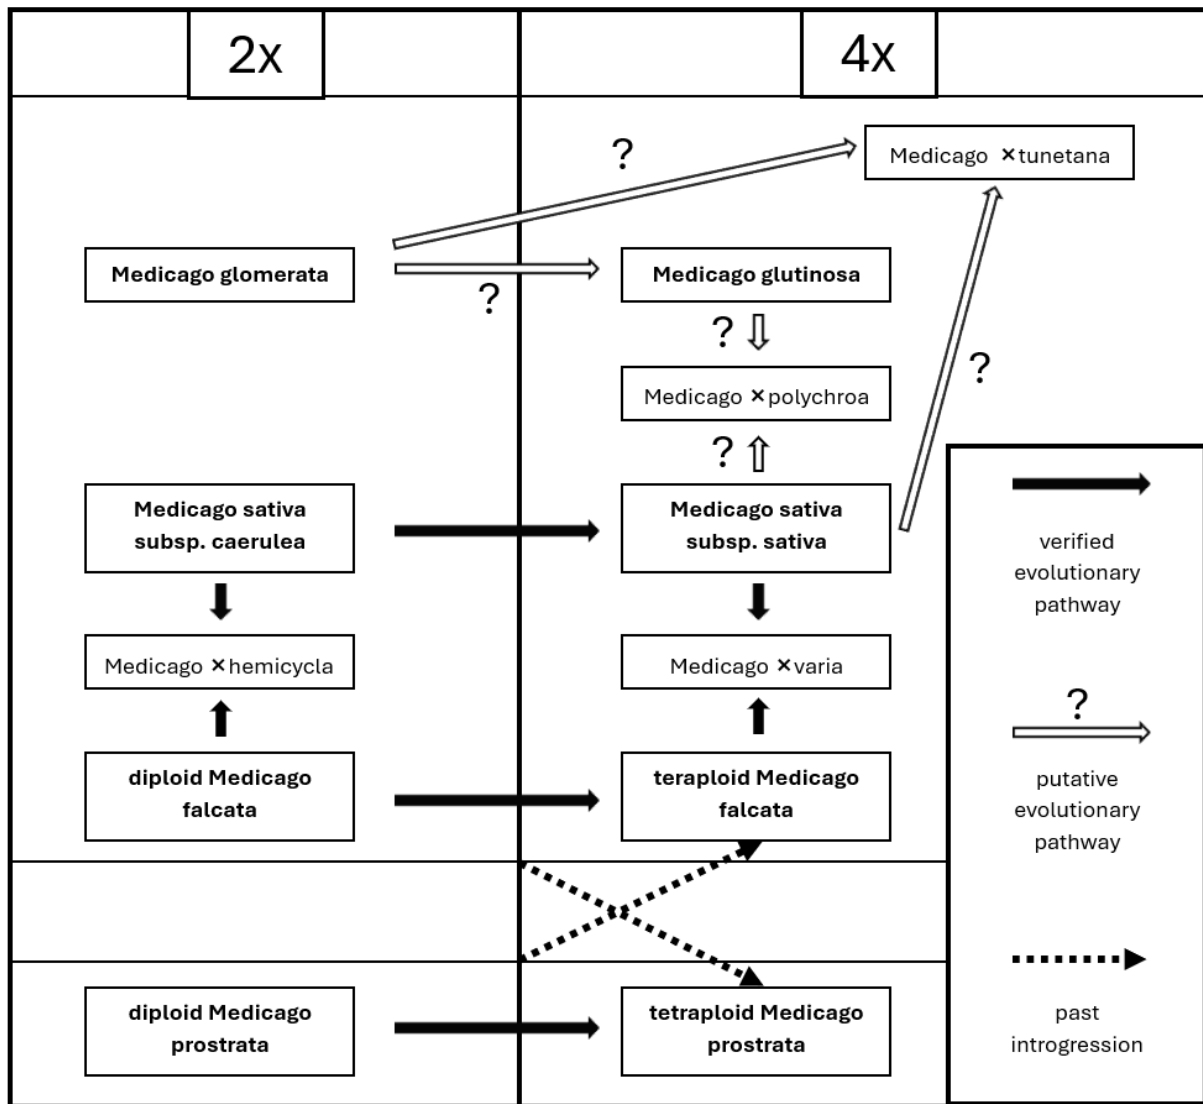 2x
4x
?
Medicago ×tunetana
Medicago glomerata
?
Medicago glutinosa
?
?
Medicago ×polychroa
?
Medicago sativa
subsp. caerulea
Medicago sativa
subsp. sativa
Medicago ×hemicycla
Medicago ×varia
diploid Medicago
falcata
teraploid Medicago
falcata
diploid Medicago
prostrata
tetraploid Medicago
prostrata
verified
evolutionary
pathway
?
putative
evolutionary
pathway
past
introgression